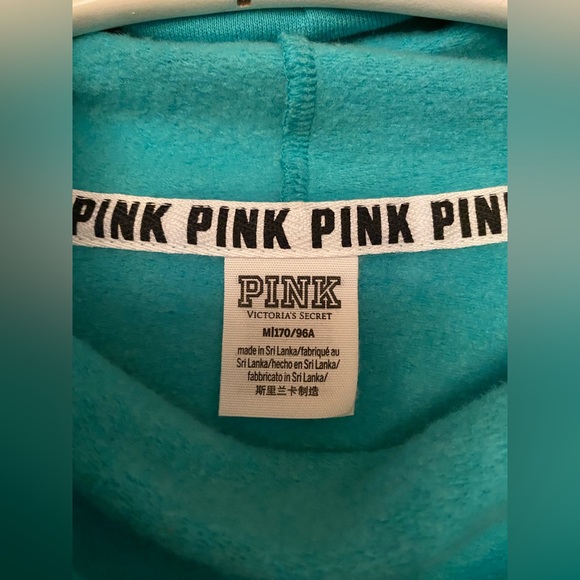 PINK PINK PINK PIN
PINK
VICTORIA'S SECRET
M|170/96A
made in Sri Lanka/fabriqué au
Sri Lanka/hecho en Sri Lanka/
fabbricato in Sri Lanka/
斯里兰卡制造